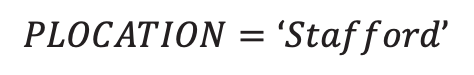 PLOCATION = ‘Stafford’